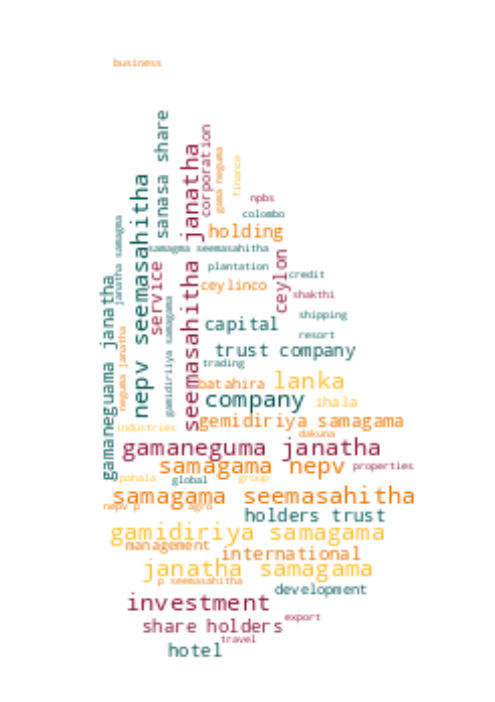 business
sanasa share
seemasahitha janatha
corporation
gama neguma
finance
npbs
colombo
holding
nepv seemasahitha
samagma seemasahitha
janatha samagma
service
plantation
ceylon
credit
ceylinco
shakthi
gamaneguama janatha
neguma janatha
gamidiriiya samagama
shipping
capital
resort
trust company
trading
batahira
lanka
company
ihala
gemidiriya samagama
industries
dakuna
gamaneguma janatha
samagama nepv
properties
pahala
global
group
samagama seemasahitha
nepv p
agro
holders trust
gamidiriya samagama
management
international
janatha samagama
p seemasahitha
development
investment
share holders
export
travel
hotel